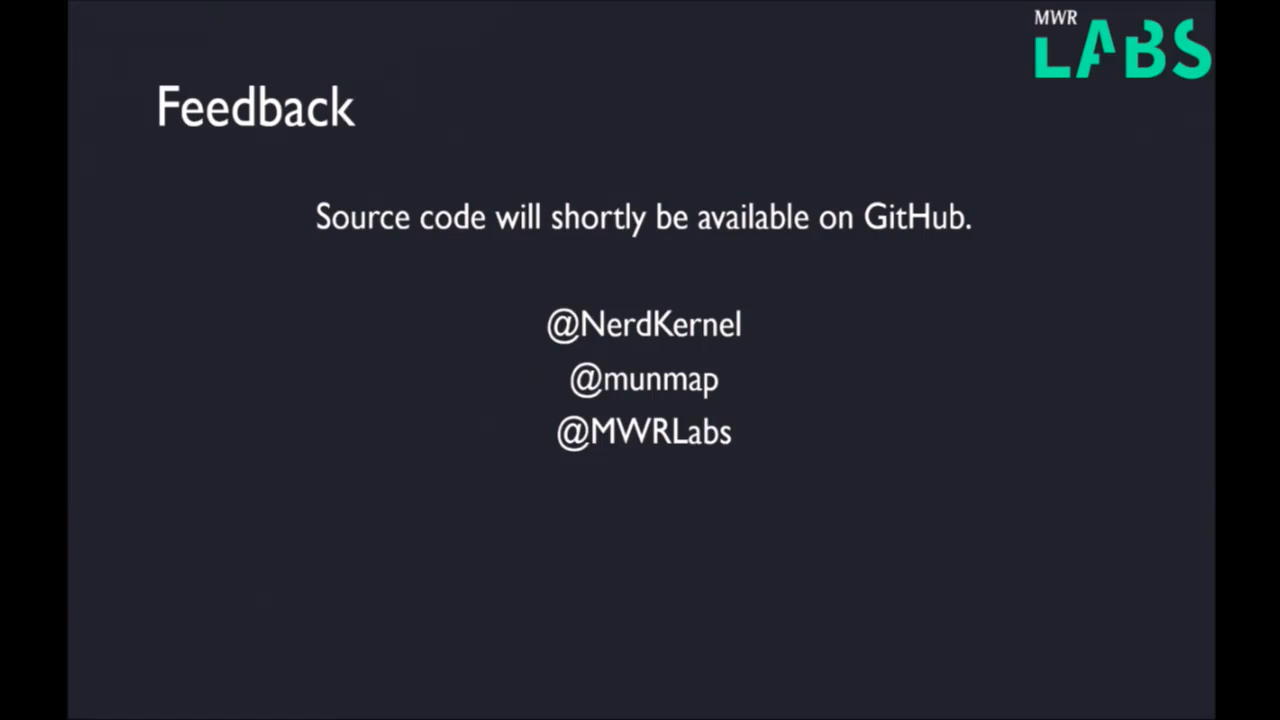 MWR
LABS
Feedback
Source code will shortly be available on GitHub.
@NerdKernel
@munmap
@MWRLabs